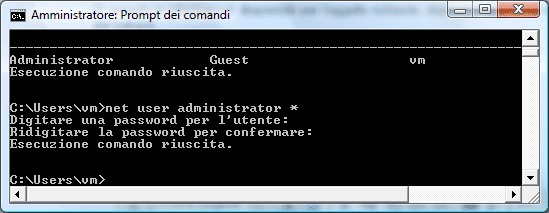 Amministratore: Prompt dei comandi
Administrator Guest vm
Esecuzione comando riuscita.
C:\Users\vm>net user administrator *
Digitare una password per l'utente:
Ridigitare la password per confermare:
Esecuzione comando riuscita.
C:\Users\vm>